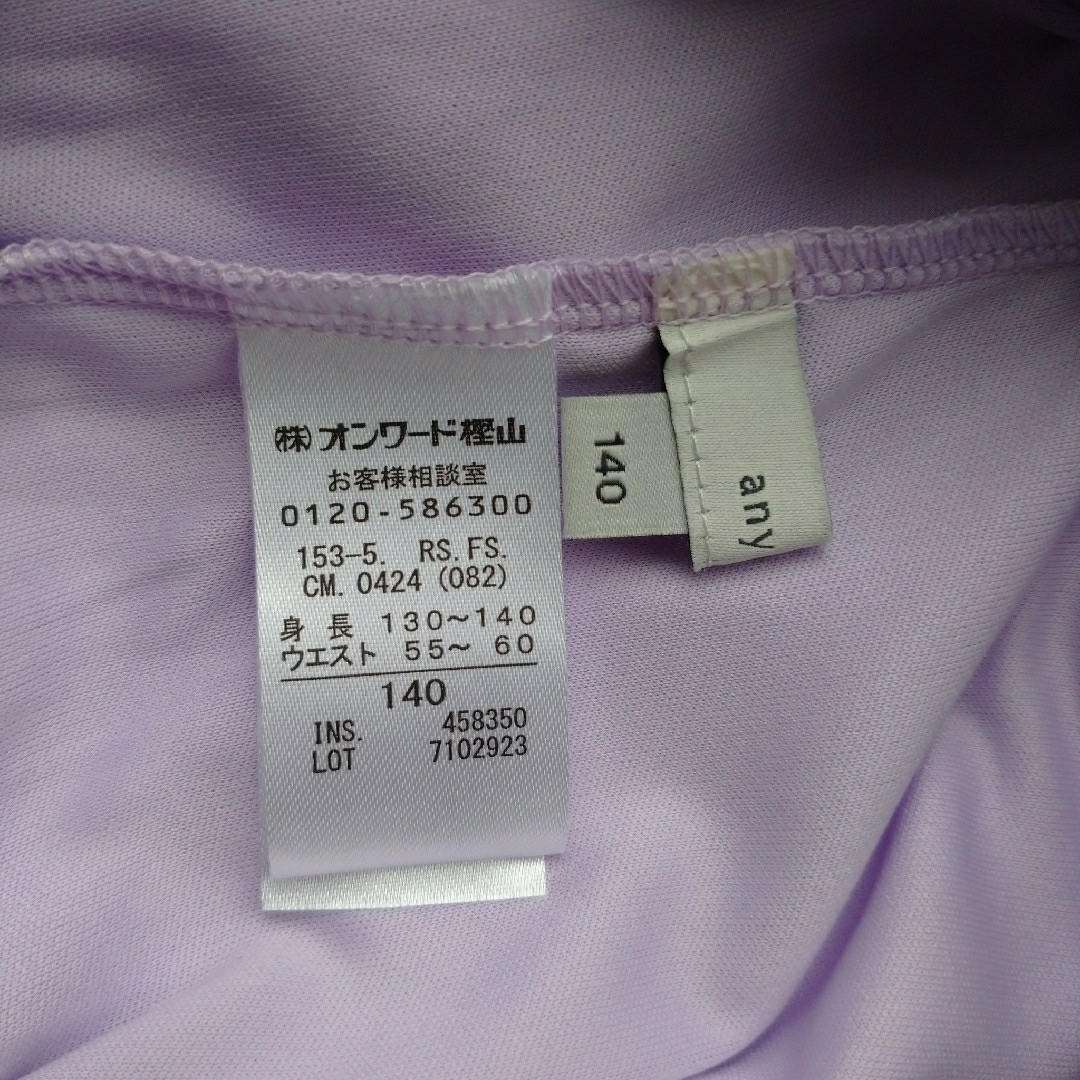 ㈱オンワード樫山
お客様相談室
0120-586300
153-5. RS.FS.
CM. 0424 (082)
身 長 130～140
ウエスト 55～ 60
140
INS. 458350
LOT 7102923
140
any